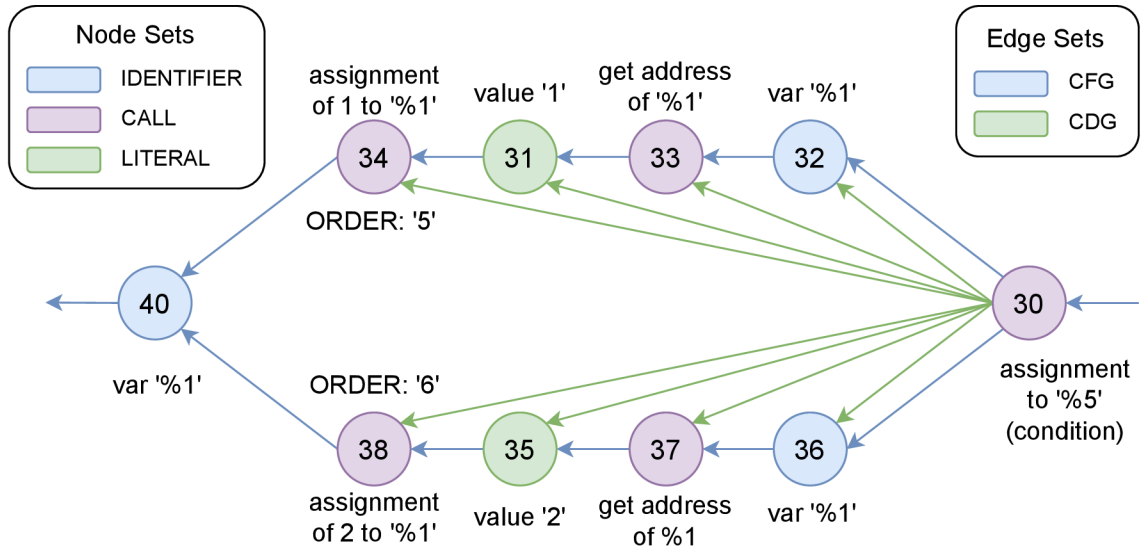 Node Sets
IDENTIFIER
CALL
LITERAL
Edge Sets
CFG
CDG
assignment
of 1 to '%1'
value '1'
get address
of '%1'
var '%1'
34
31
33
32
ORDER: '5'
40
30
var '%1'
ORDER: '6'
assignment
to '%5'
(condition)
38
35
37
36
assignment
of 2 to '%1'
value '2'
get address
of %1
var '%1'